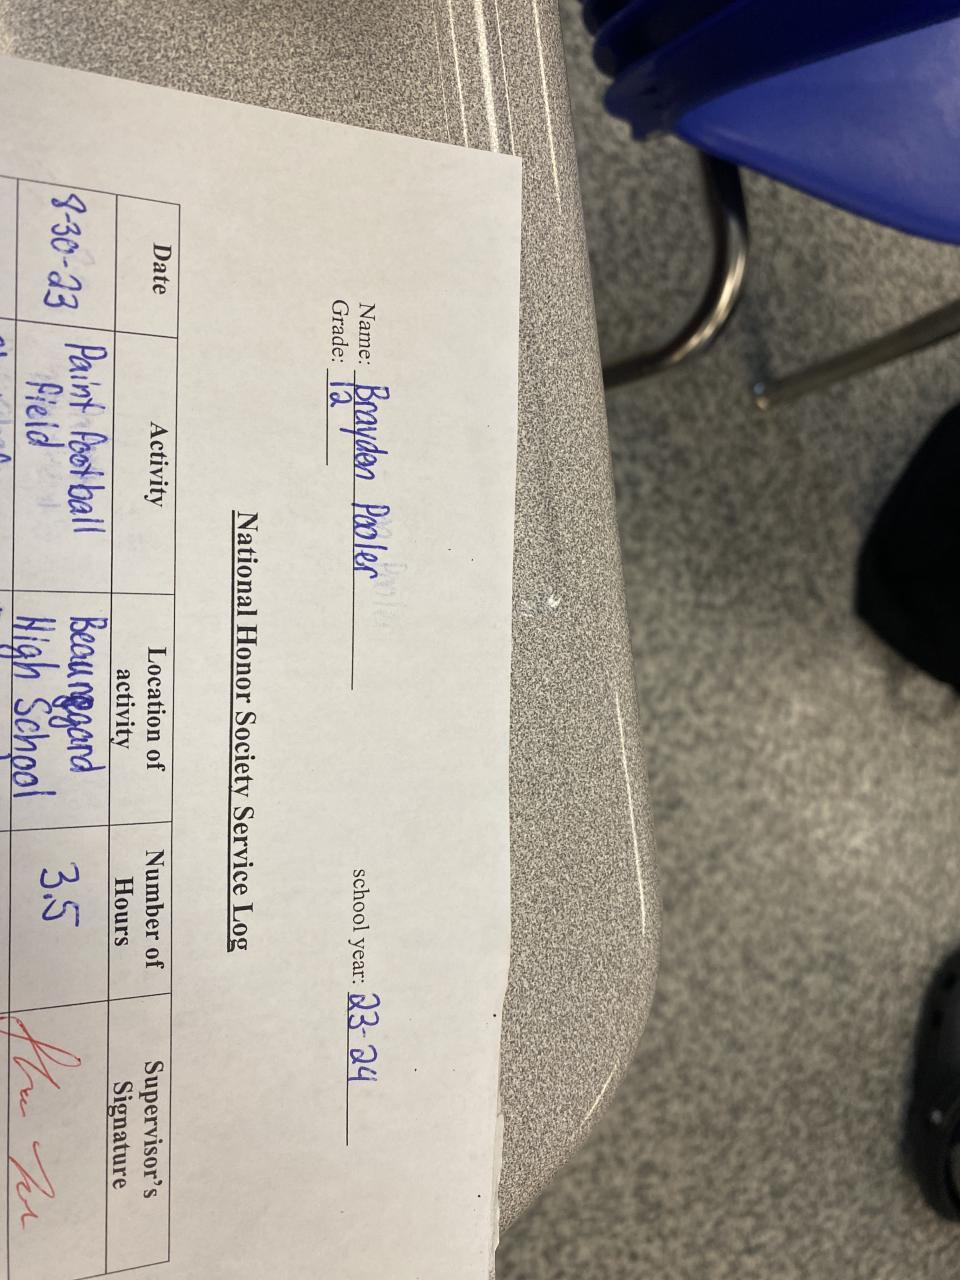 Name: Brayden Pooler school year: 23-24
Grade: 12
National Honor Society Service Log
Date Activity Location of activity Number of Hours Supervisor's Signature
8-30-23 Paint football field Beauregard High School 3.5